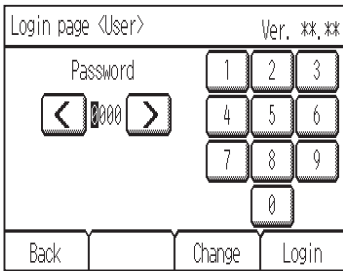 Login page <User> Ver. **.**
Password
< 0000 >
1 2 3
4 5 6
7 8 9
0
Back Change Login